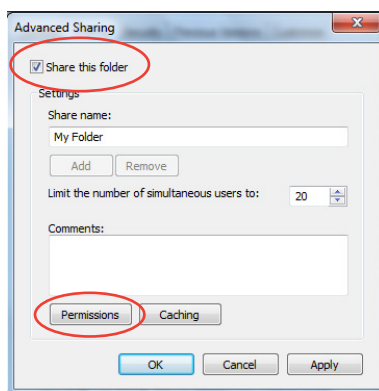 Advanced Sharing
Share this folder
Settings
Share name:
My Folder
Add Remove
Limit the number of simultaneous users to: 20
Comments:
Permissions Caching
OK Cancel Apply